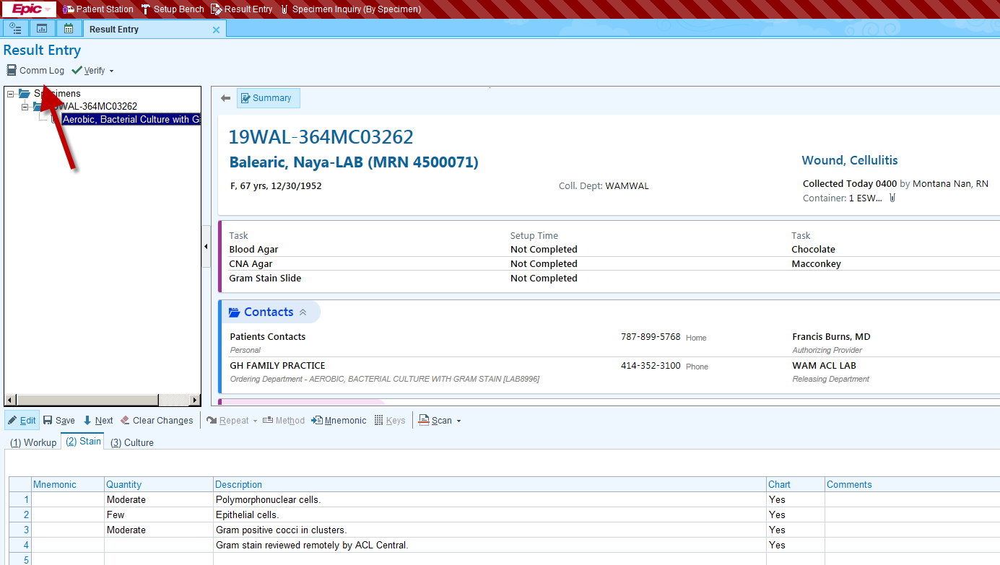 Epic Patient Station Setup Bench Result Entry Specimen Inquiry (By Specimen)
Result Entry
Result Entry
Comm Log Verify
Specimens
19WAL-364MC03262
Aerobic, Bacterial Culture with G
Summary
19WAL-364MC03262
Balearic, Naya-LAB (MRN 4500071)
Wound, Cellulitis
F, 67 yrs, 12/30/1952
Coll. Dept: WAMWAL
Collected Today 0400 by Montana Nan, RN
Container: 1 ESW...
Task Setup Time Task
Blood Agar Not Completed Chocolate
CNA Agar Not Completed Macconkey
Gram Stain Slide Not Completed
Contacts
Patients Contacts 787-899-5768 Home Francis Burns, MD
Personal Authorizing Provider
GH FAMILY PRACTICE 414-352-3100 Phone WAM ACL LAB
Ordering Department - AEROBIC, BACTERIAL CULTURE WITH GRAM STAIN [LAB8996] Releasing Department
Edit Save Next Clear Changes Repeat Method Mnemonic Keys Scan
(1) Workup (2) Stain (3) Culture
Mnemonic Quantity Description Chart Comments
1 Moderate Polymorphonuclear cells. Yes
2 Few Epithelial cells. Yes
3 Moderate Gram positive cocci in clusters. Yes
4 Gram stain reviewed remotely by ACL Central. Yes
5